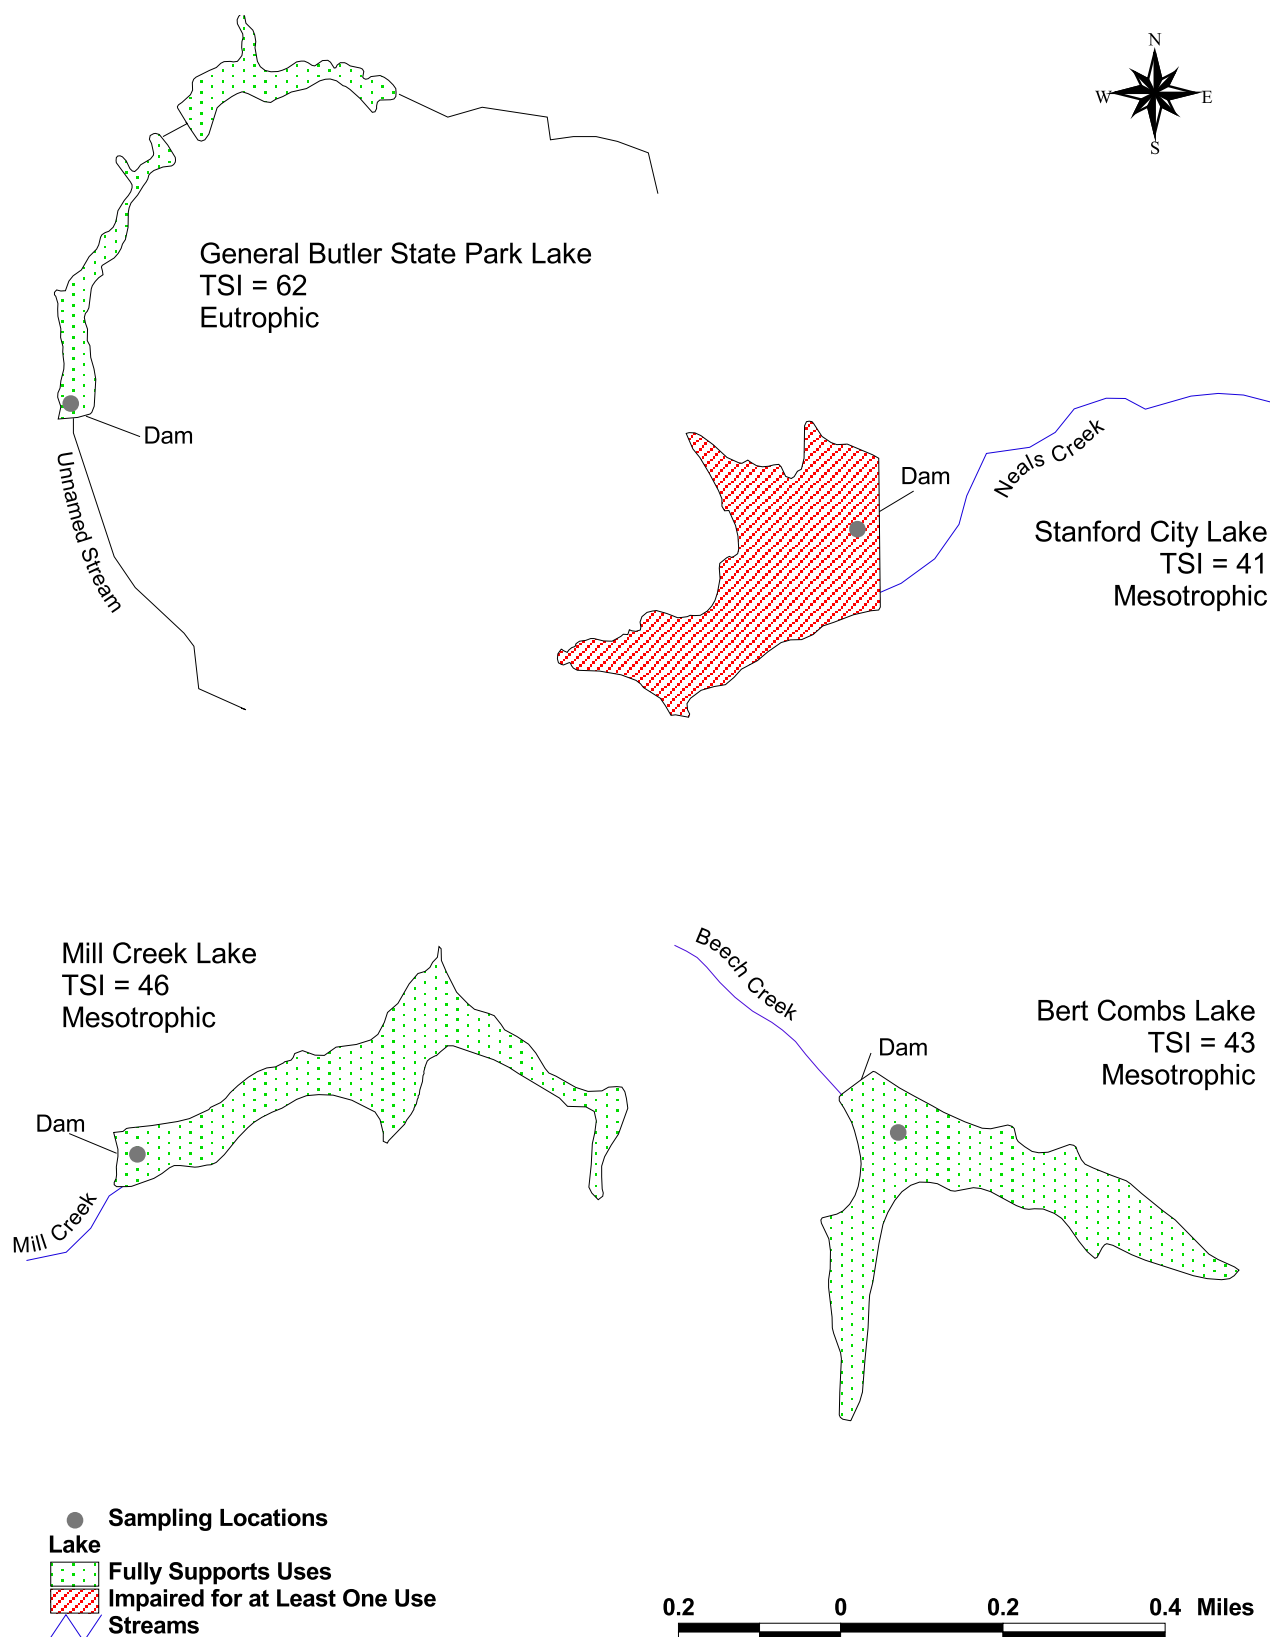 N
W E
S
General Butler State Park Lake
TSI = 62
Eutrophic
Dam
Unnamed Stream
Neals Creek
Dam
Stanford City Lake
TSI = 41
Mesotrophic
Mill Creek Lake
TSI = 46
Mesotrophic
Dam
Mill Creek
Beech Creek
Bert Combs Lake
TSI = 43
Mesotrophic
Dam
Sampling Locations
Lake
Fully Supports Uses
Impaired for at Least One Use
Streams
0.2 0 0.2 0.4 Miles